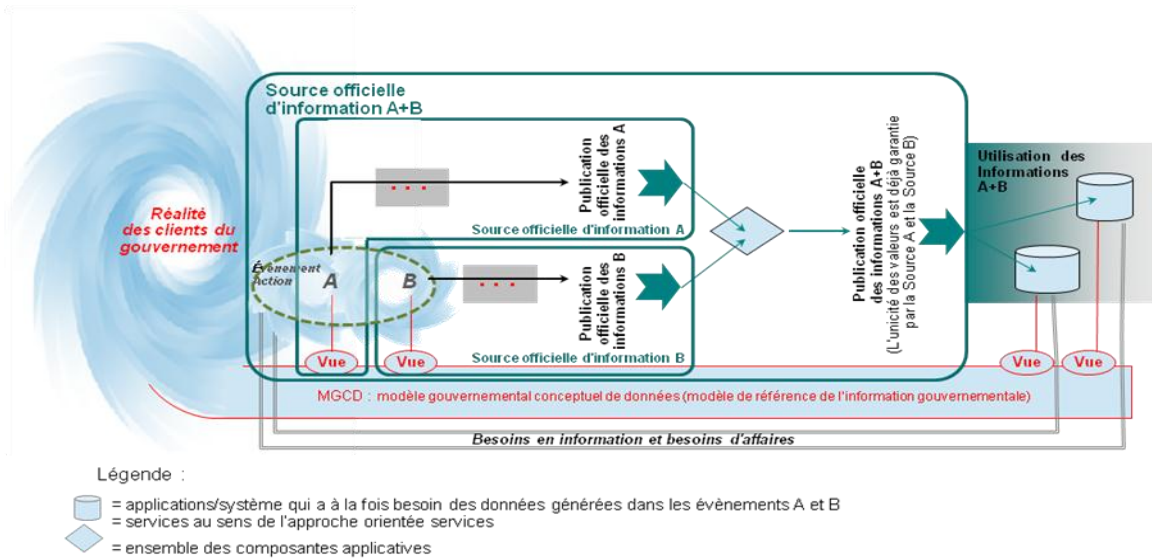 Source officielle
d'information A+B
Réalité
des clients du
gouvernement
Évènement
Action
A
B
...
...
Publication
officielle des
informations A
Source officielle d'information A
Publication
officielle des
informations B
Source officielle d'information B
Publication officielle
des informations A+B
(L'unicité des valeurs est déjà garantie
par la Source A et la Source B)
Utilisation des
Informations
A+B
Vue
Vue
Vue
Vue
MGCD : modèle gouvernemental conceptuel de données (modèle de référence de l'information gouvernementale)
Besoins en information et besoins d'affaires
Légende :
= applications/système qui a à la fois besoin des données générées dans les évènements A et B
= services au sens de l'approche orientée services
= ensemble des composantes applicatives